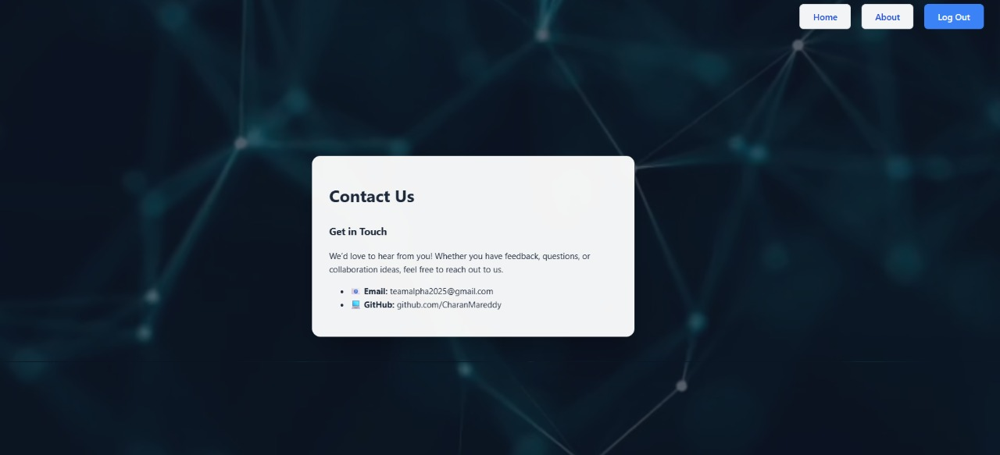 Home
About
Log Out
Contact Us
Get in Touch
We'd love to hear from you! Whether you have feedback, questions, or
collaboration ideas, feel free to reach out to us.
• 📧 Email: teamalpha2025@gmail.com
• 💻 GitHub: github.com/CharanMareddy